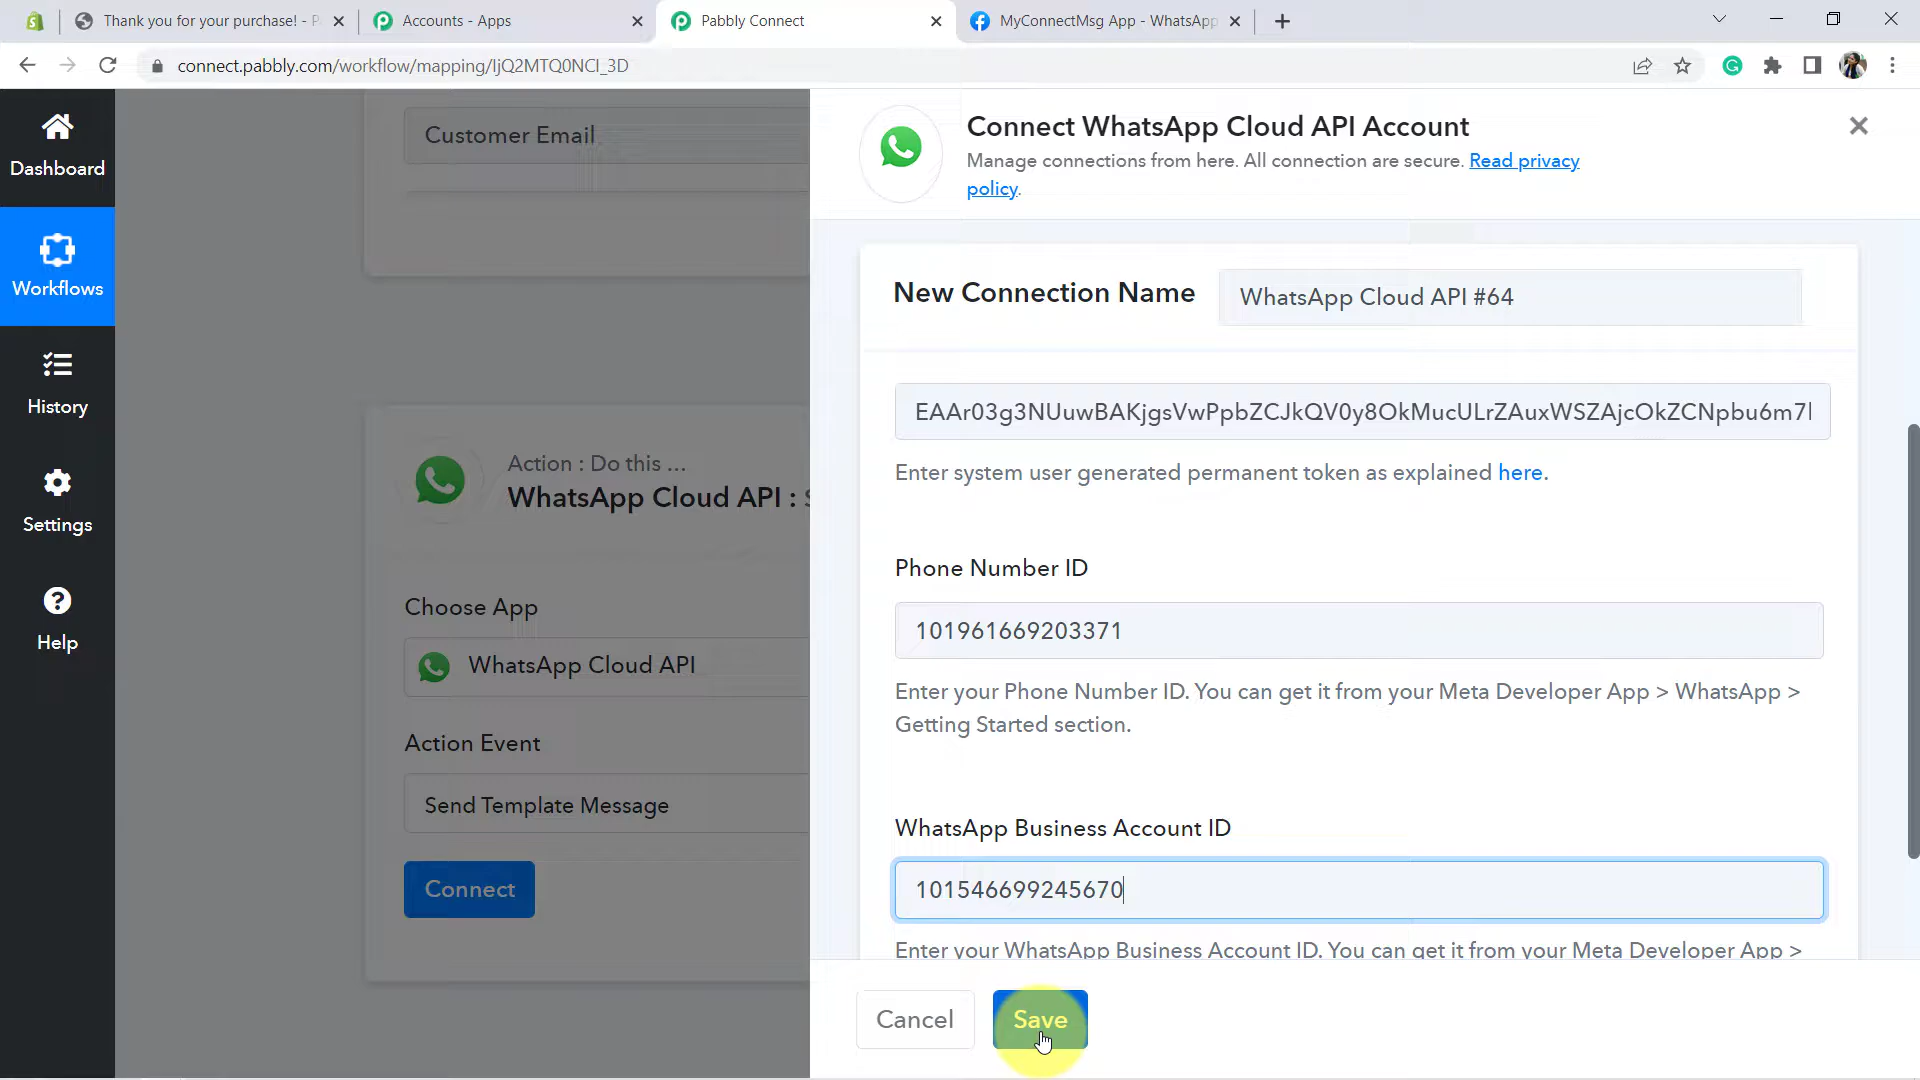 Thank you for your purchase! - P
Accounts - Apps
Pabbly Connect
MyConnectMsg App - WhatsApp
connect.pabbly.com/workflow/mapping/IjQ2MTQ0NCI_3D
Dashboard
Workflows
History
Settings
Help
Customer Email
Action : Do this ...
WhatsApp Cloud API : S
Choose App
WhatsApp Cloud API
Action Event
Send Template Message
Connect
Connect WhatsApp Cloud API Account
Manage connections from here. All connection are secure. Read privacy
policy.
New Connection Name
WhatsApp Cloud API #64
EAAr03g3NUuwBAKjgsVwPpbZCJkQV0y8OkMucULrZAuxWSZAjcOkZCNpbu6m7l
Enter system user generated permanent token as explained here.
Phone Number ID
101961669203371
Enter your Phone Number ID. You can get it from your Meta Developer App > WhatsApp >
Getting Started section.
WhatsApp Business Account ID
101546699245670
Enter your WhatsApp Business Account ID. You can get it from your Meta Developer App >
Cancel
Save